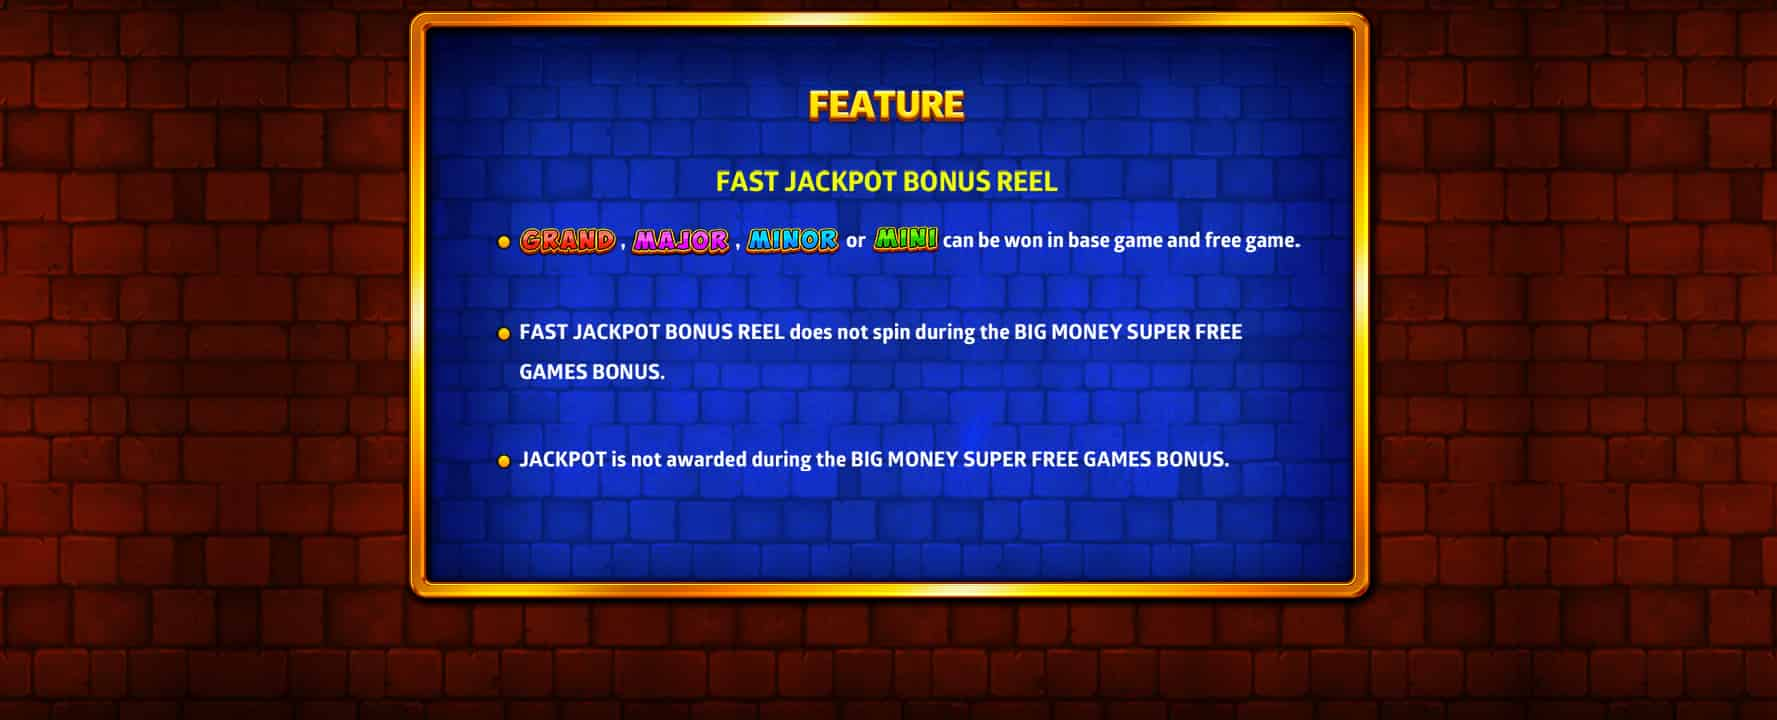 FEATURE
FAST JACKPOT BONUS REEL
GRAND , MAJOR , MINOR or MINI can be won in base game and free game.
FAST JACKPOT BONUS REEL does not spin during the BIG MONEY SUPER FREE
GAMES BONUS.
JACKPOT is not awarded during the BIG MONEY SUPER FREE GAMES BONUS.